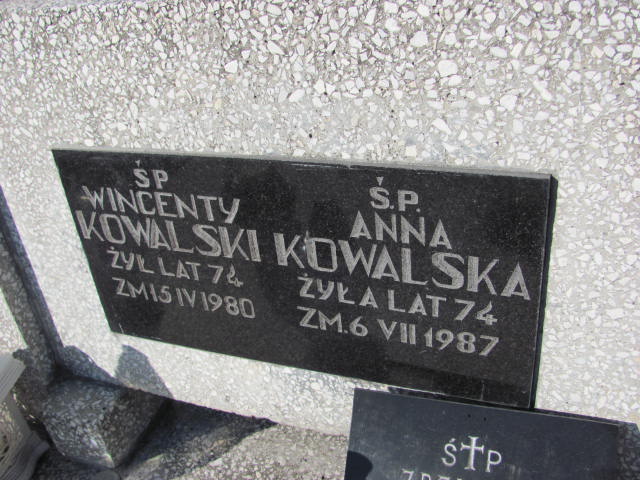 ŚP
WINCENTY
KOWALSKI
ŻYŁ LAT 74
ZM 15 IV 1980
Ś.P.
ANNA
KOWALSKA
ŻYŁA LAT 74
ZM. 6 VII 1987
Ś✝P